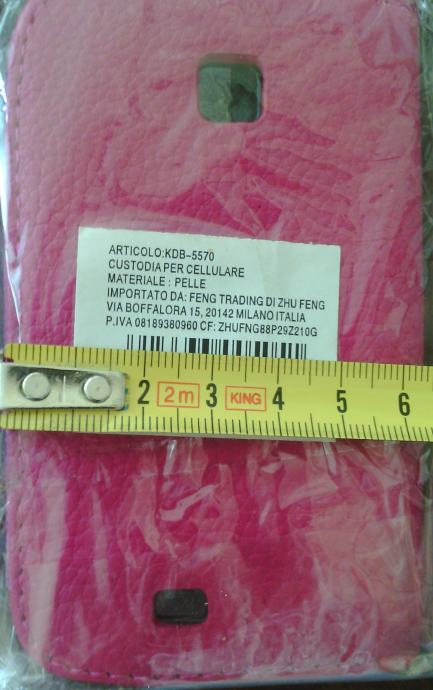 ARTICOLO:KDB-5570
CUSTODIA PER CELLULARE
MATERIALE : PELLE
IMPORTATO DA: FENG TRADING DI ZHU FENG
VIA BOFFALORA 15, 20142 MILANO ITALIA
P.IVA 08189380960 CF: ZHUFNG88P29Z210G
2 2m 3 KING 4 5 6